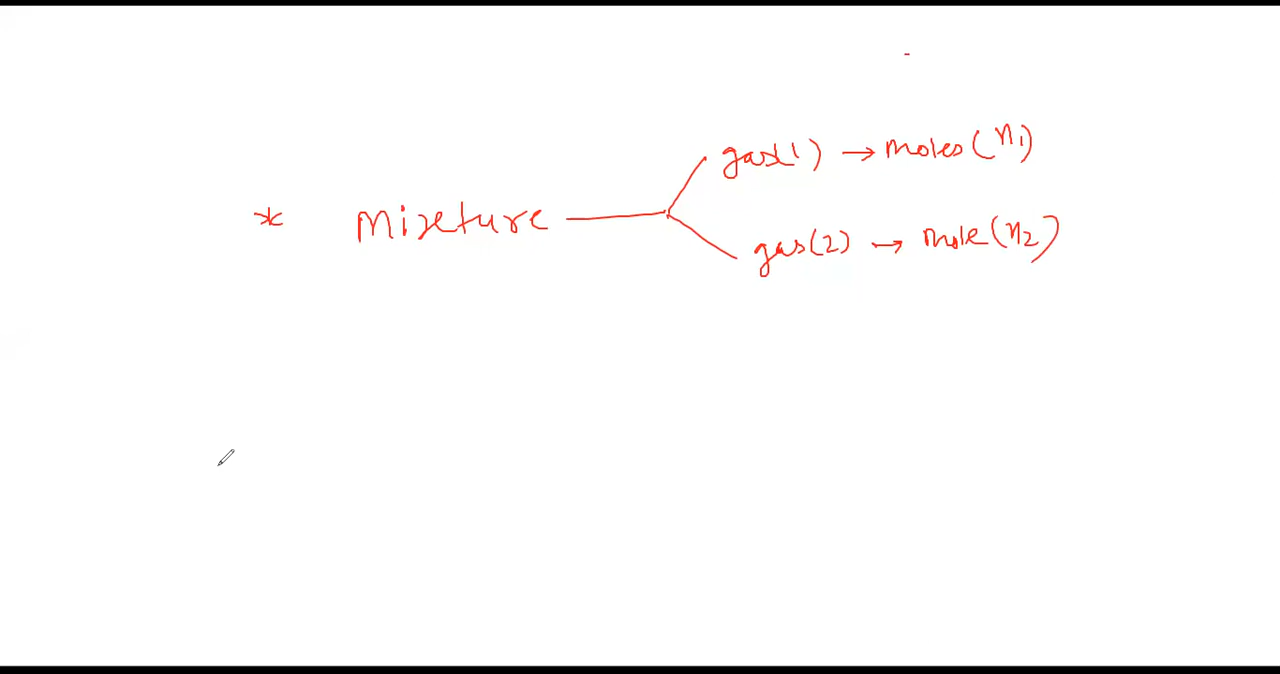 gas(1) → moles(n₁)
* Mixture
gas(2) → mole(n₂)